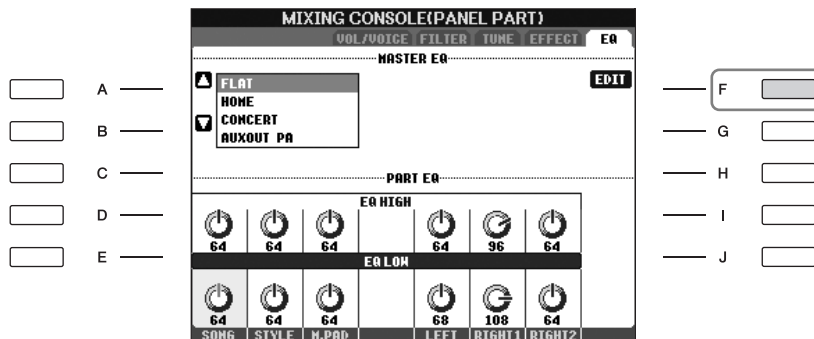 MIXING CONSOLE(PANEL PART)
VOL/VOICE FILTER TUNE EFFECT EQ
MASTER EQ
A FLAT EDIT F
HOME
B CONCERT G
AUXOUT PA
C PART EQ H
EQ HIGH
D I
64 64 64 64 96 64
E EQ LOW J
64 64 64 68 108 64
SONG STYLE M.PAD LEFT RIGHT1 RIGHT2